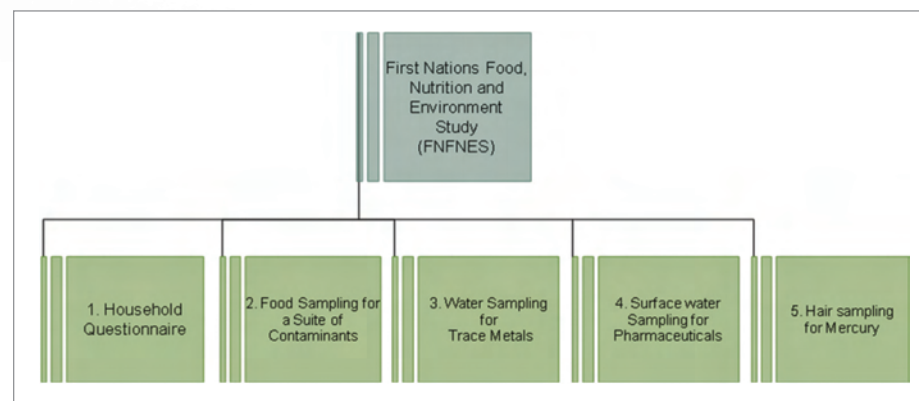 First Nations Food,
Nutrition and
Environment
Study
(FNFNES)
1. Household
Questionnaire
2. Food Sampling for
a Suite of
Contaminants
3. Water Sampling
for
Trace Metals
4. Surface water
Sampling for
Pharmaceuticals
5. Hair sampling
for Mercury